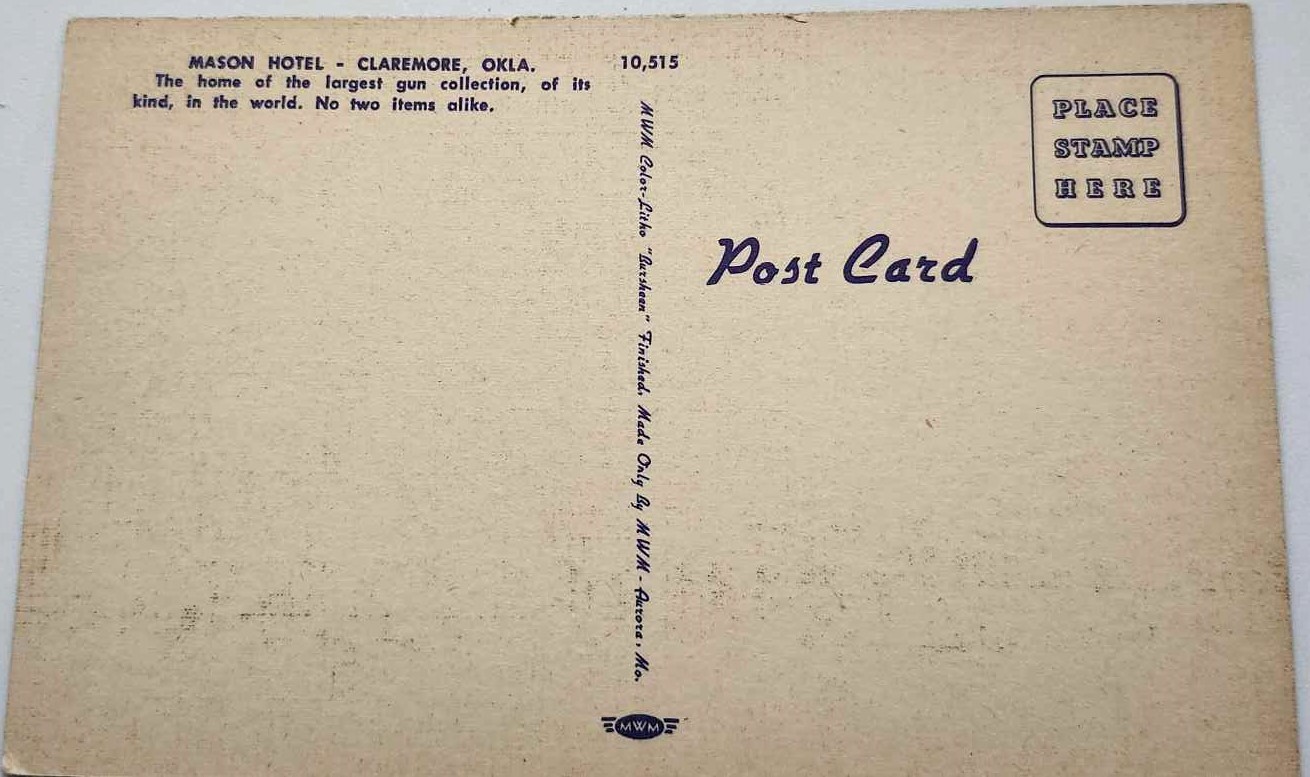 MASON HOTEL - CLAREMORE, OKLA.
The home of the largest gun collection, of its
kind, in the world. No two items alike.
10,515
MWM Color-Litho "Bursheen" Finished. Made Only By MWM - Aurora, Mo.
MWM
PLACE
STAMP
HERE
Post Card